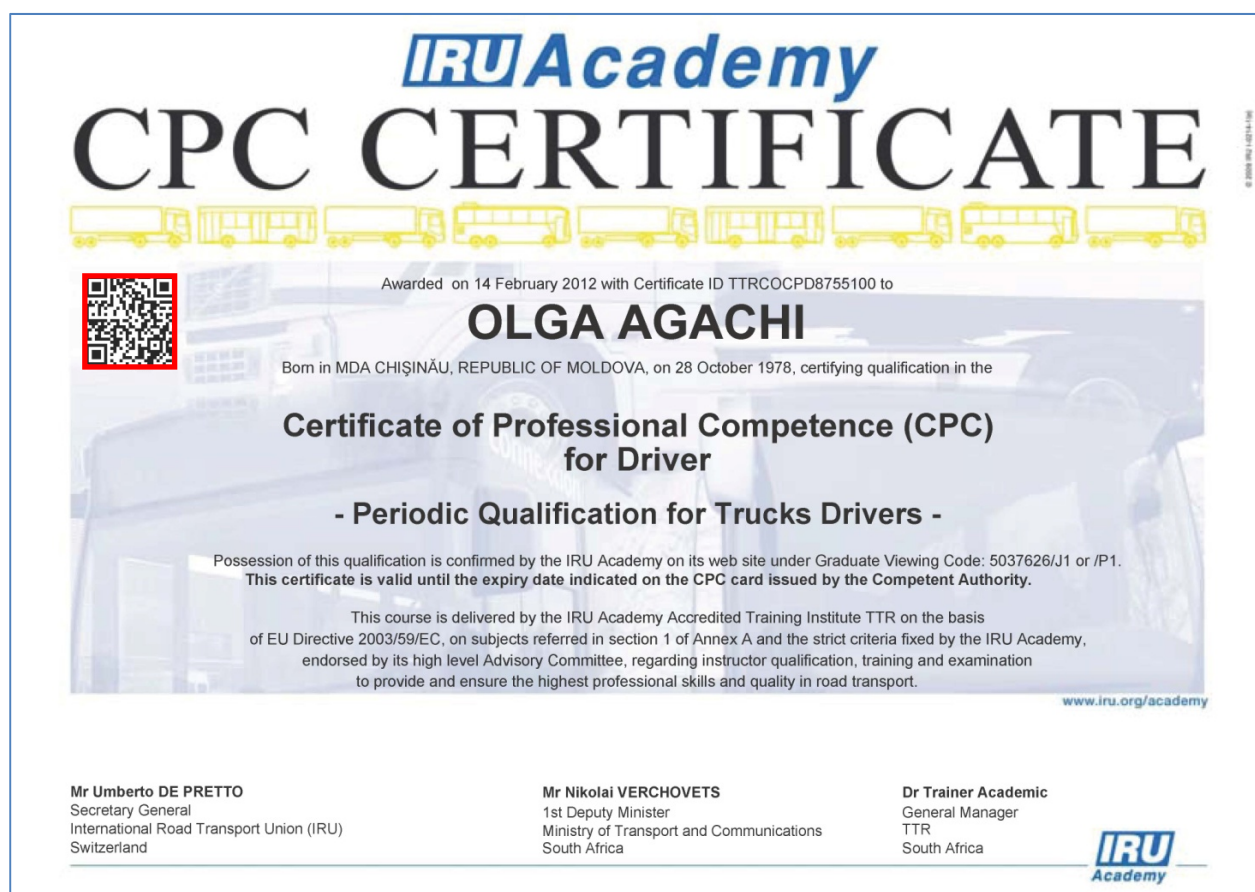 IRU Academy
CPC CERTIFICATE
Awarded on 14 February 2012 with Certificate ID TTRCOCPD8755100 to
OLGA AGACHI
Born in MDA CHIŞINĂU, REPUBLIC OF MOLDOVA, on 28 October 1978, certifying qualification in the
Certificate of Professional Competence (CPC)
for Driver
- Periodic Qualification for Trucks Drivers -
Possession of this qualification is confirmed by the IRU Academy on its web site under Graduate Viewing Code: 5037626/J1 or /P1.
This certificate is valid until the expiry date indicated on the CPC card issued by the Competent Authority.
This course is delivered by the IRU Academy Accredited Training Institute TTR on the basis
of EU Directive 2003/59/EC, on subjects referred in section 1 of Annex A and the strict criteria fixed by the IRU Academy,
endorsed by its high level Advisory Committee, regarding instructor qualification, training and examination
to provide and ensure the highest professional skills and quality in road transport.
www.iru.org/academy
Mr Umberto DE PRETTO
Secretary General
International Road Transport Union (IRU)
Switzerland
Mr Nikolai VERCHOVETS
1st Deputy Minister
Ministry of Transport and Communications
South Africa
Dr Trainer Academic
General Manager
TTR
South Africa
IRU
Academy